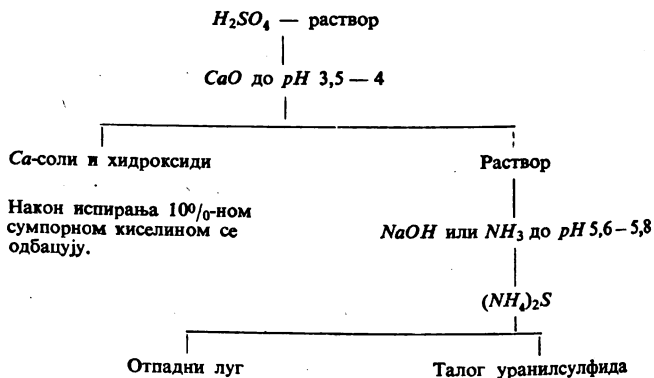 H₂SO₄ — раствор
CaO до pH 3,5 — 4
Ca-соли и хидроксиди
Раствор
Након испирања 10%-ном
сумпорном киселином се
одбацују.
NaOH или NH₃ до pH 5,6–5,8
(NH₄)₂S
Отпадни луг
Талог уранилсулфида